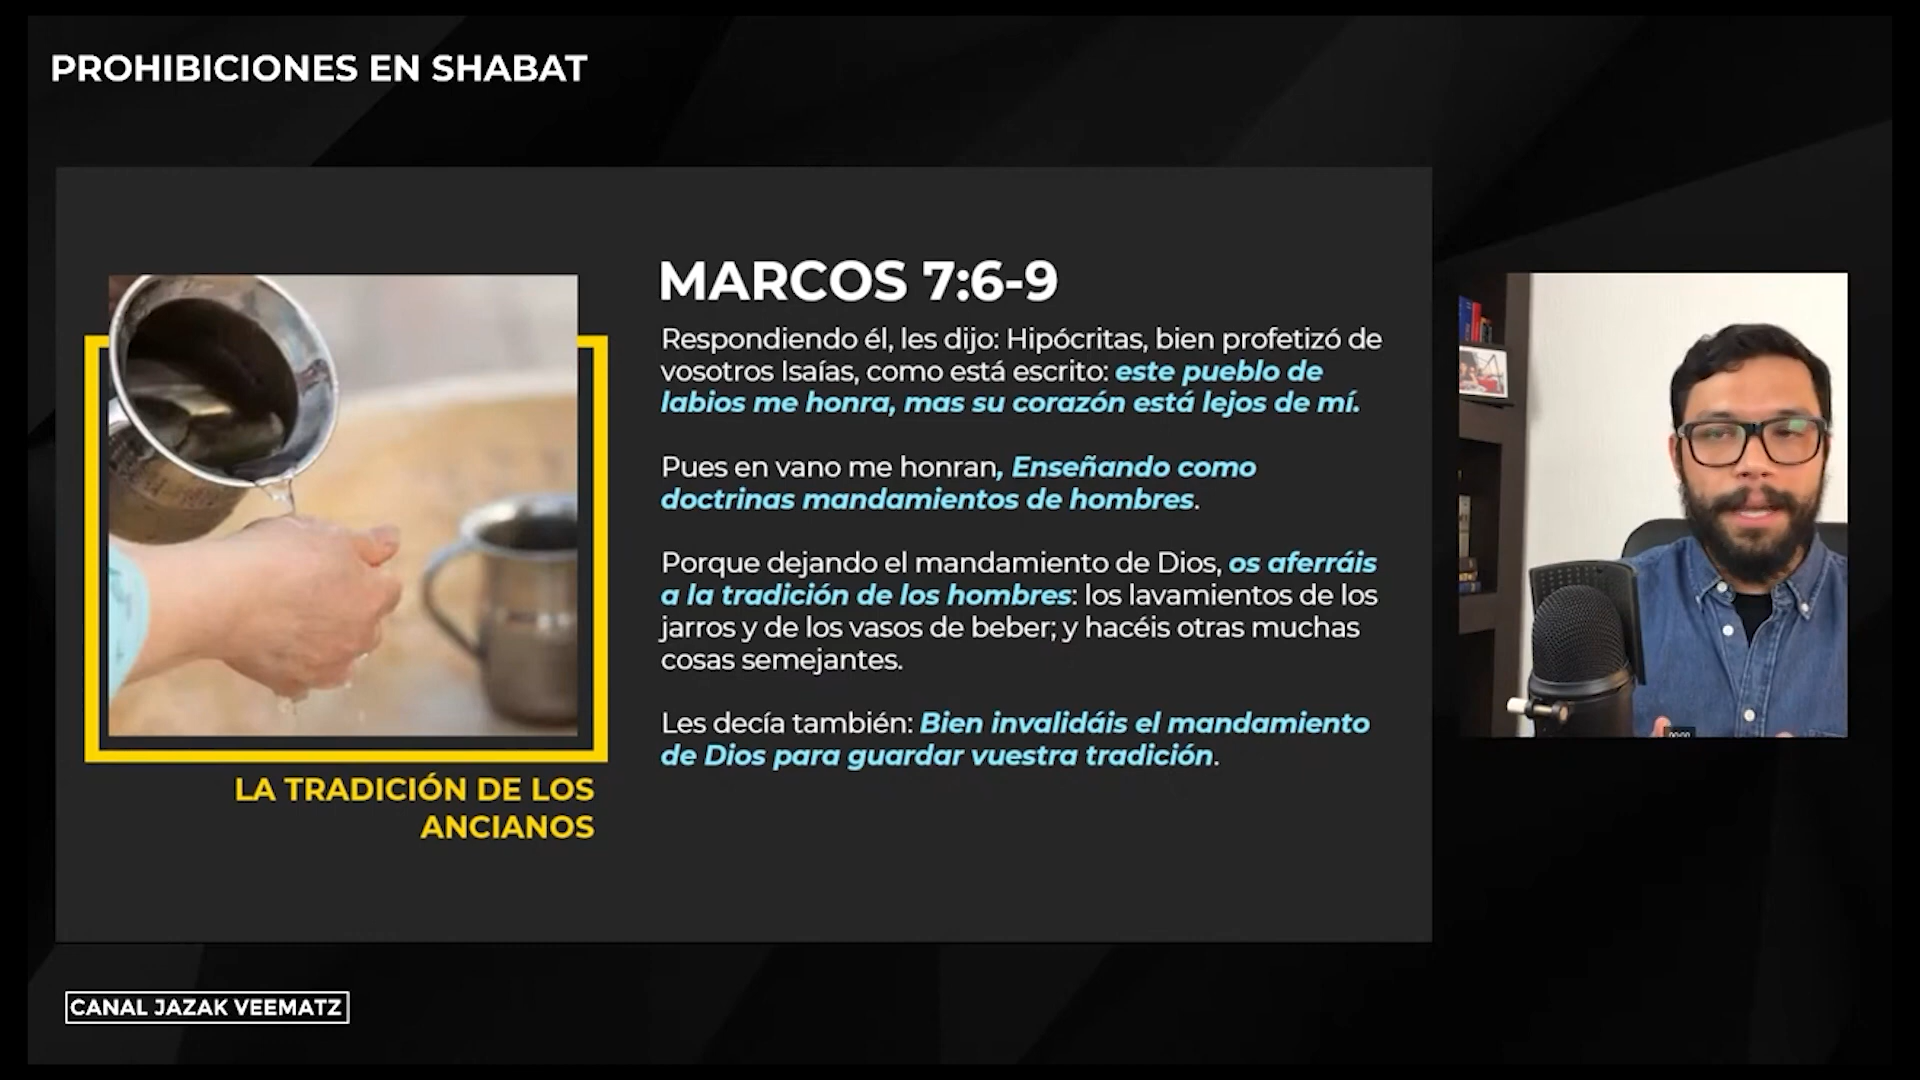 PROHIBICIONES EN SHABAT
MARCOS 7:6-9
Respondiendo él, les dijo: Hipócritas, bien profetizó de
vosotros Isaías, como está escrito: este pueblo de
labios me honra, mas su corazón está lejos de mí.
Pues en vano me honran, Enseñando como
doctrinas mandamientos de hombres.
Porque dejando el mandamiento de Dios, os aferráis
a la tradición de los hombres: los lavamientos de los
jarros y de los vasos de beber; y hacéis otras muchas
cosas semejantes.
Les decía también: Bien invalidáis el mandamiento
de Dios para guardar vuestra tradición.
LA TRADICIÓN DE LOS
ANCIANOS
CANAL JAZAK VEEMATZ